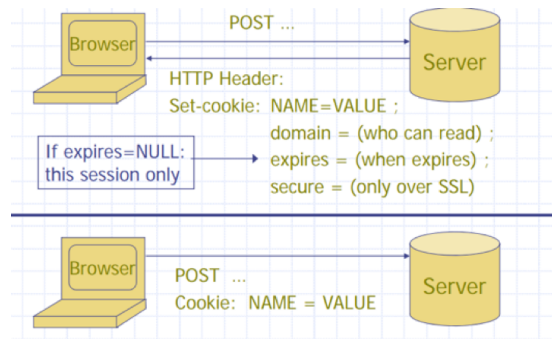 POST ...
Browser
Server
HTTP Header:
Set-cookie: NAME=VALUE ;
domain = (who can read) ;
If expires=NULL:
this session only
expires = (when expires) ;
secure = (only over SSL)
Browser
Server
POST ...
Cookie: NAME = VALUE